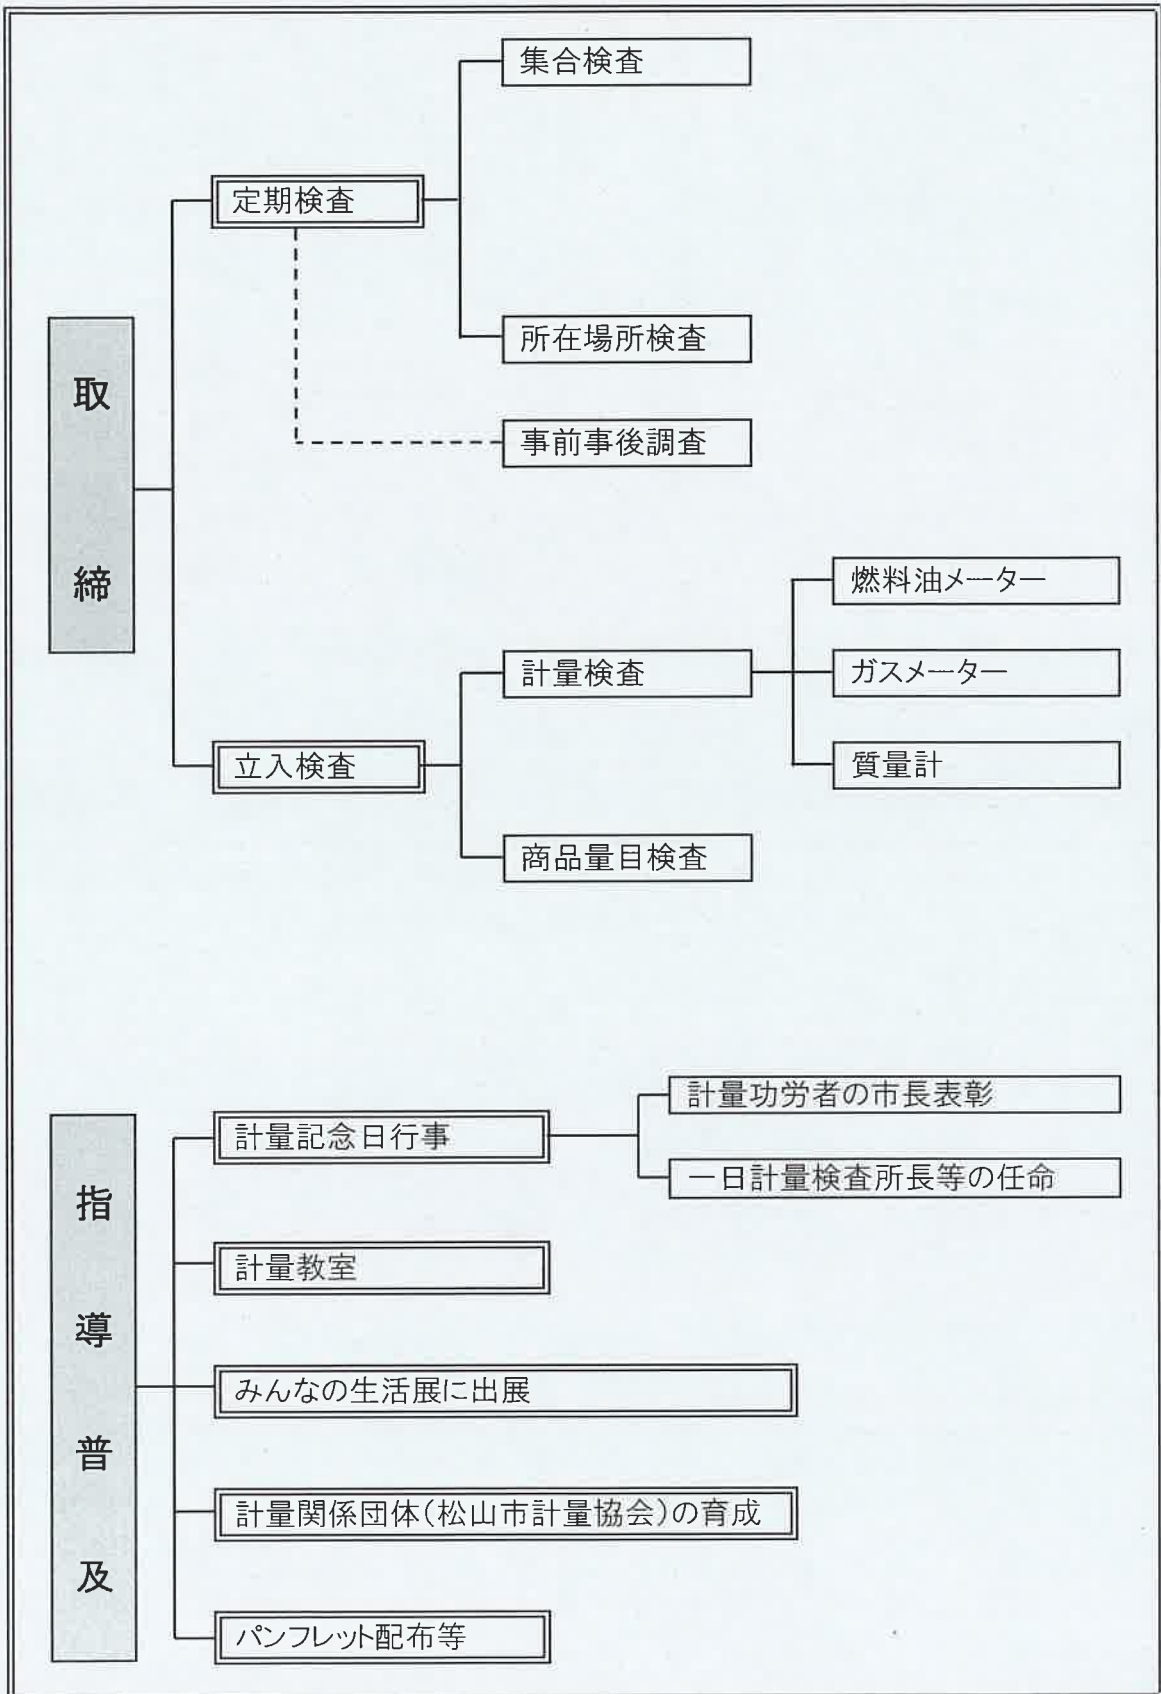 取締
定期検査
集合検査
所在場所検査
事前事後調査
立入検査
計量検査
燃料油メーター
ガスメーター
質量計
商品量目検査
指導普及
計量記念日行事
計量功労者の市長表彰
一日計量検査所長等の任命
計量教室
みんなの生活展に出展
計量関係団体(松山市計量協会)の育成
パンフレット配布等